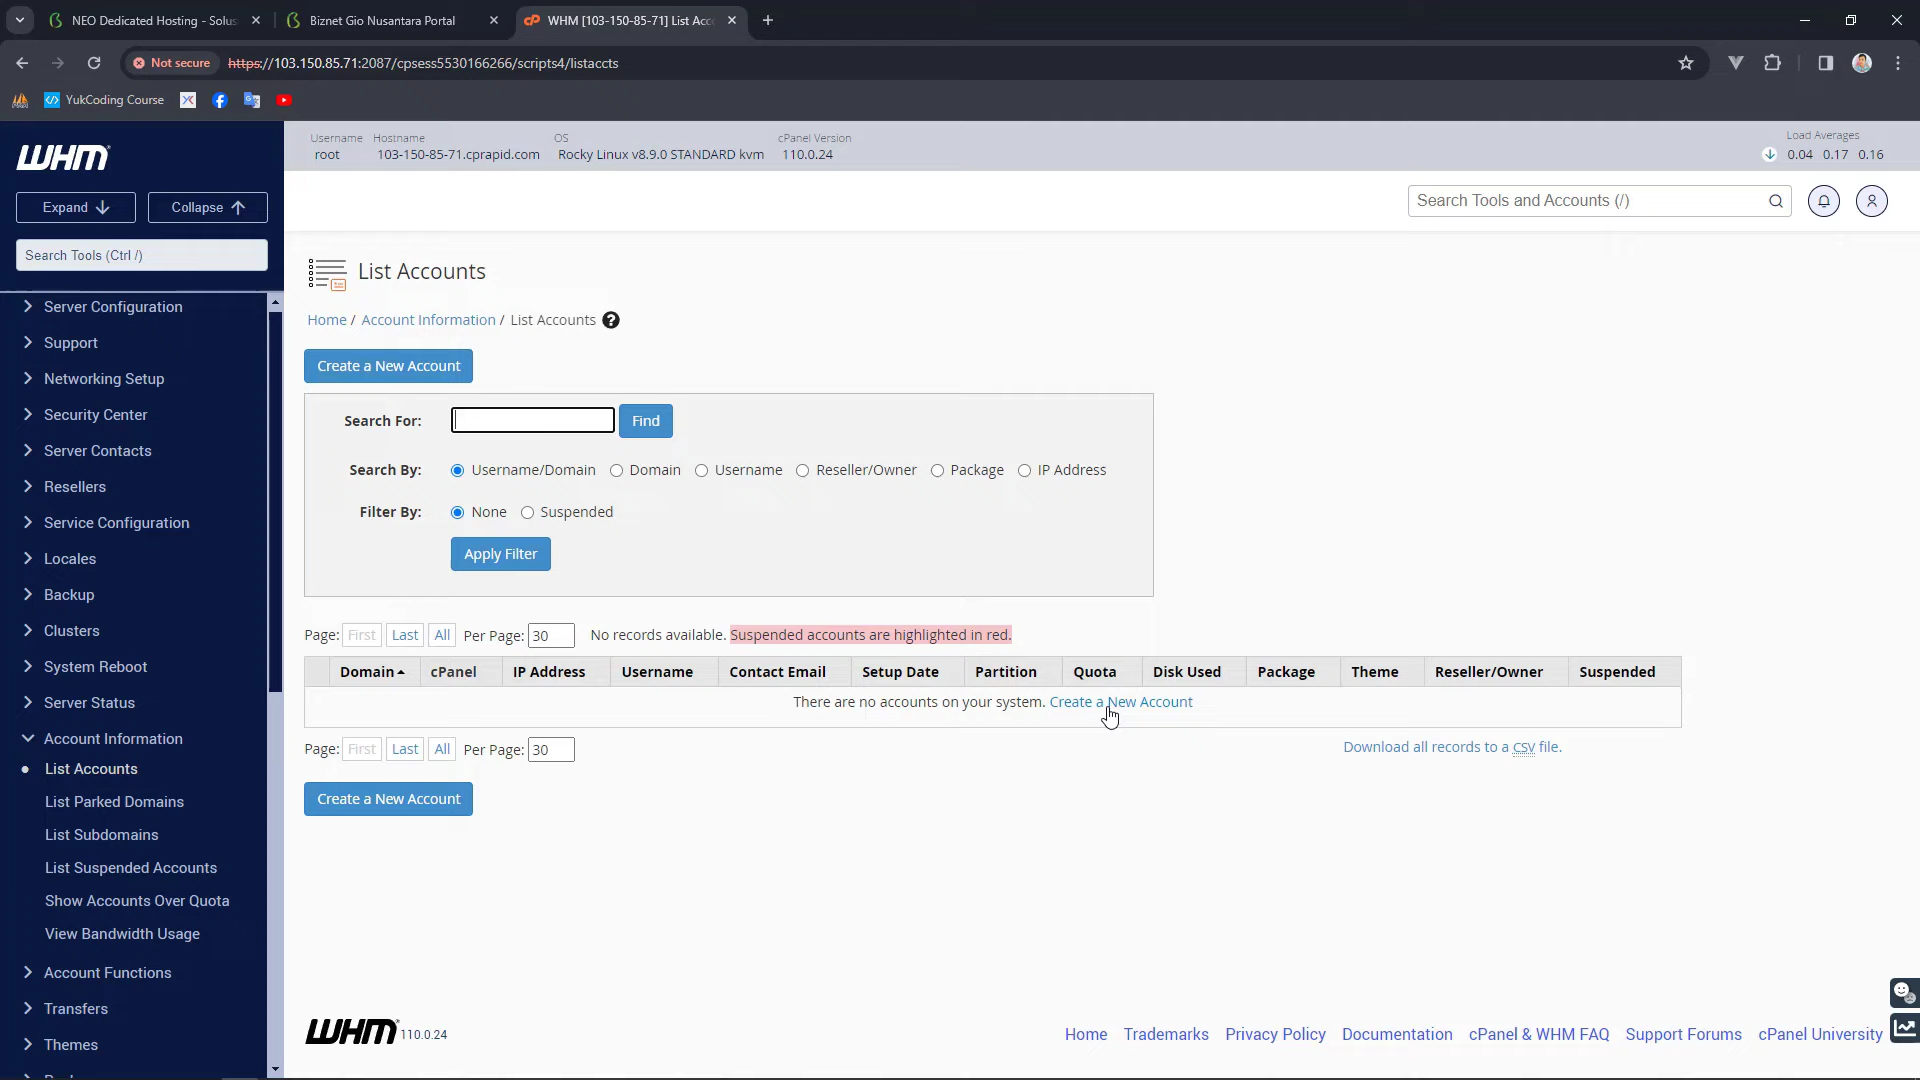 NEO Dedicated Hosting - Solus
Biznet Gio Nusantara Portal
WHM [103-150-85-71] List Acc
Not secure
https://103.150.85.71:2087/cpsess5530166266/scripts4/listaccts
YukCoding Course
WHM
Expand
Collapse
Search Tools (Ctrl /)
Server Configuration
Support
Networking Setup
Security Center
Server Contacts
Resellers
Service Configuration
Locales
Backup
Clusters
System Reboot
Server Status
Account Information
List Accounts
List Parked Domains
List Subdomains
List Suspended Accounts
Show Accounts Over Quota
View Bandwidth Usage
Account Functions
Transfers
Themes
Username Hostname OS cPanel Version Load Averages
root 103-150-85-71.cprapid.com Rocky Linux v8.9.0 STANDARD kvm 110.0.24 0.04 0.17 0.16
Search Tools and Accounts (/)
List Accounts
Home / Account Information / List Accounts
Create a New Account
Search For: Find
Search By: Username/Domain Domain Username Reseller/Owner Package IP Address
Filter By: None Suspended
Apply Filter
Page: First Last All Per Page: 30 No records available. Suspended accounts are highlighted in red.
Domain cPanel IP Address Username Contact Email Setup Date Partition Quota Disk Used Package Theme Reseller/Owner Suspended
There are no accounts on your system. Create a New Account
Page: First Last All Per Page: 30 Download all records to a CSV file.
Create a New Account
WHM 110.0.24 Home Trademarks Privacy Policy Documentation cPanel & WHM FAQ Support Forums cPanel University